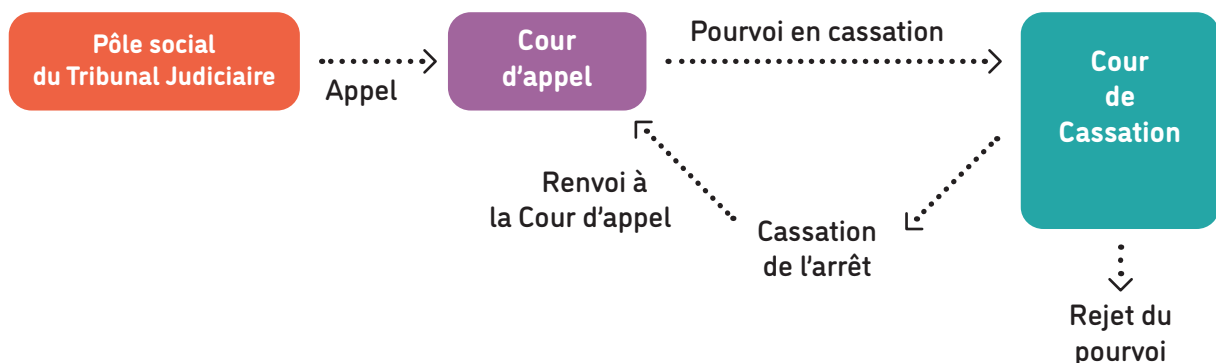 Pôle social
du Tribunal Judiciaire
Appel
Cour
d'appel
Pourvoi en cassation
Cour
de
Cassation
Renvoi à
la Cour d'appel
Cassation
de l'arrêt
Rejet du
pourvoi